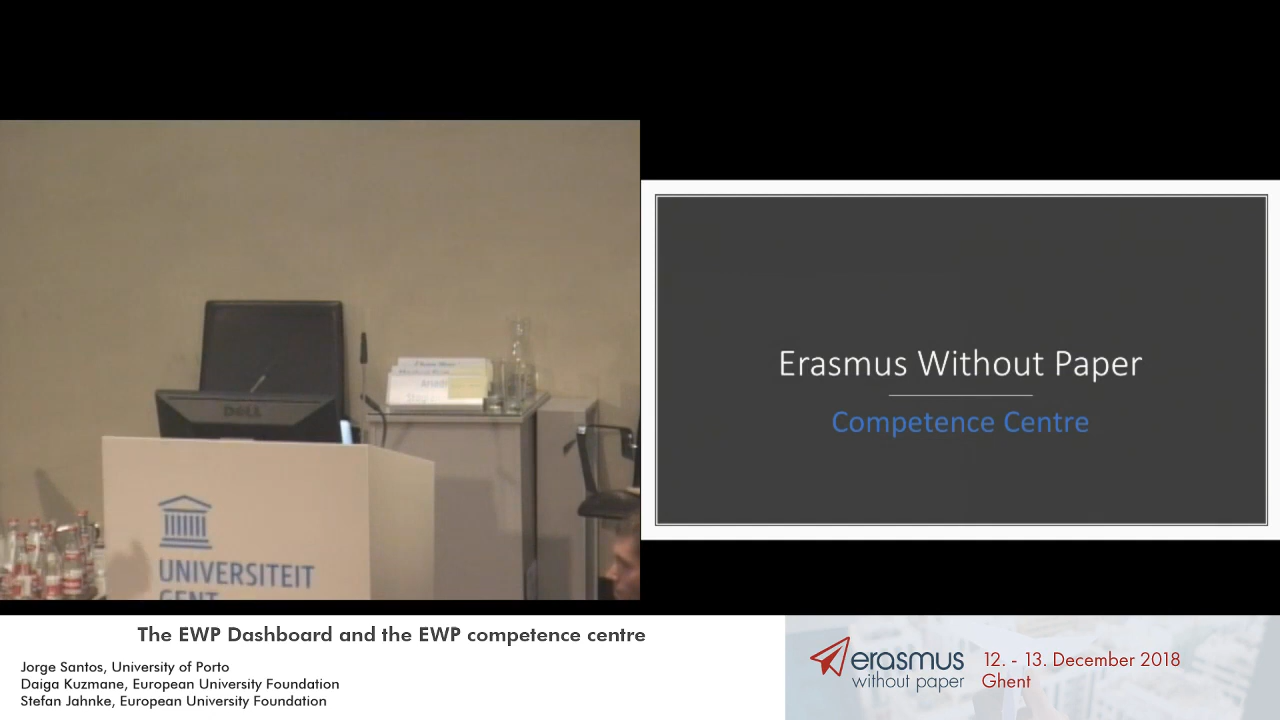 DELL
UNIVERSITEIT
GENT
Erasmus Without Paper
Competence Centre
The EWP Dashboard and the EWP competence centre
Jorge Santos, University of Porto
Daiga Kuzmane, European University Foundation
Stefan Jahnke, European University Foundation
erasmus
without paper
12. - 13. December 2018
Ghent